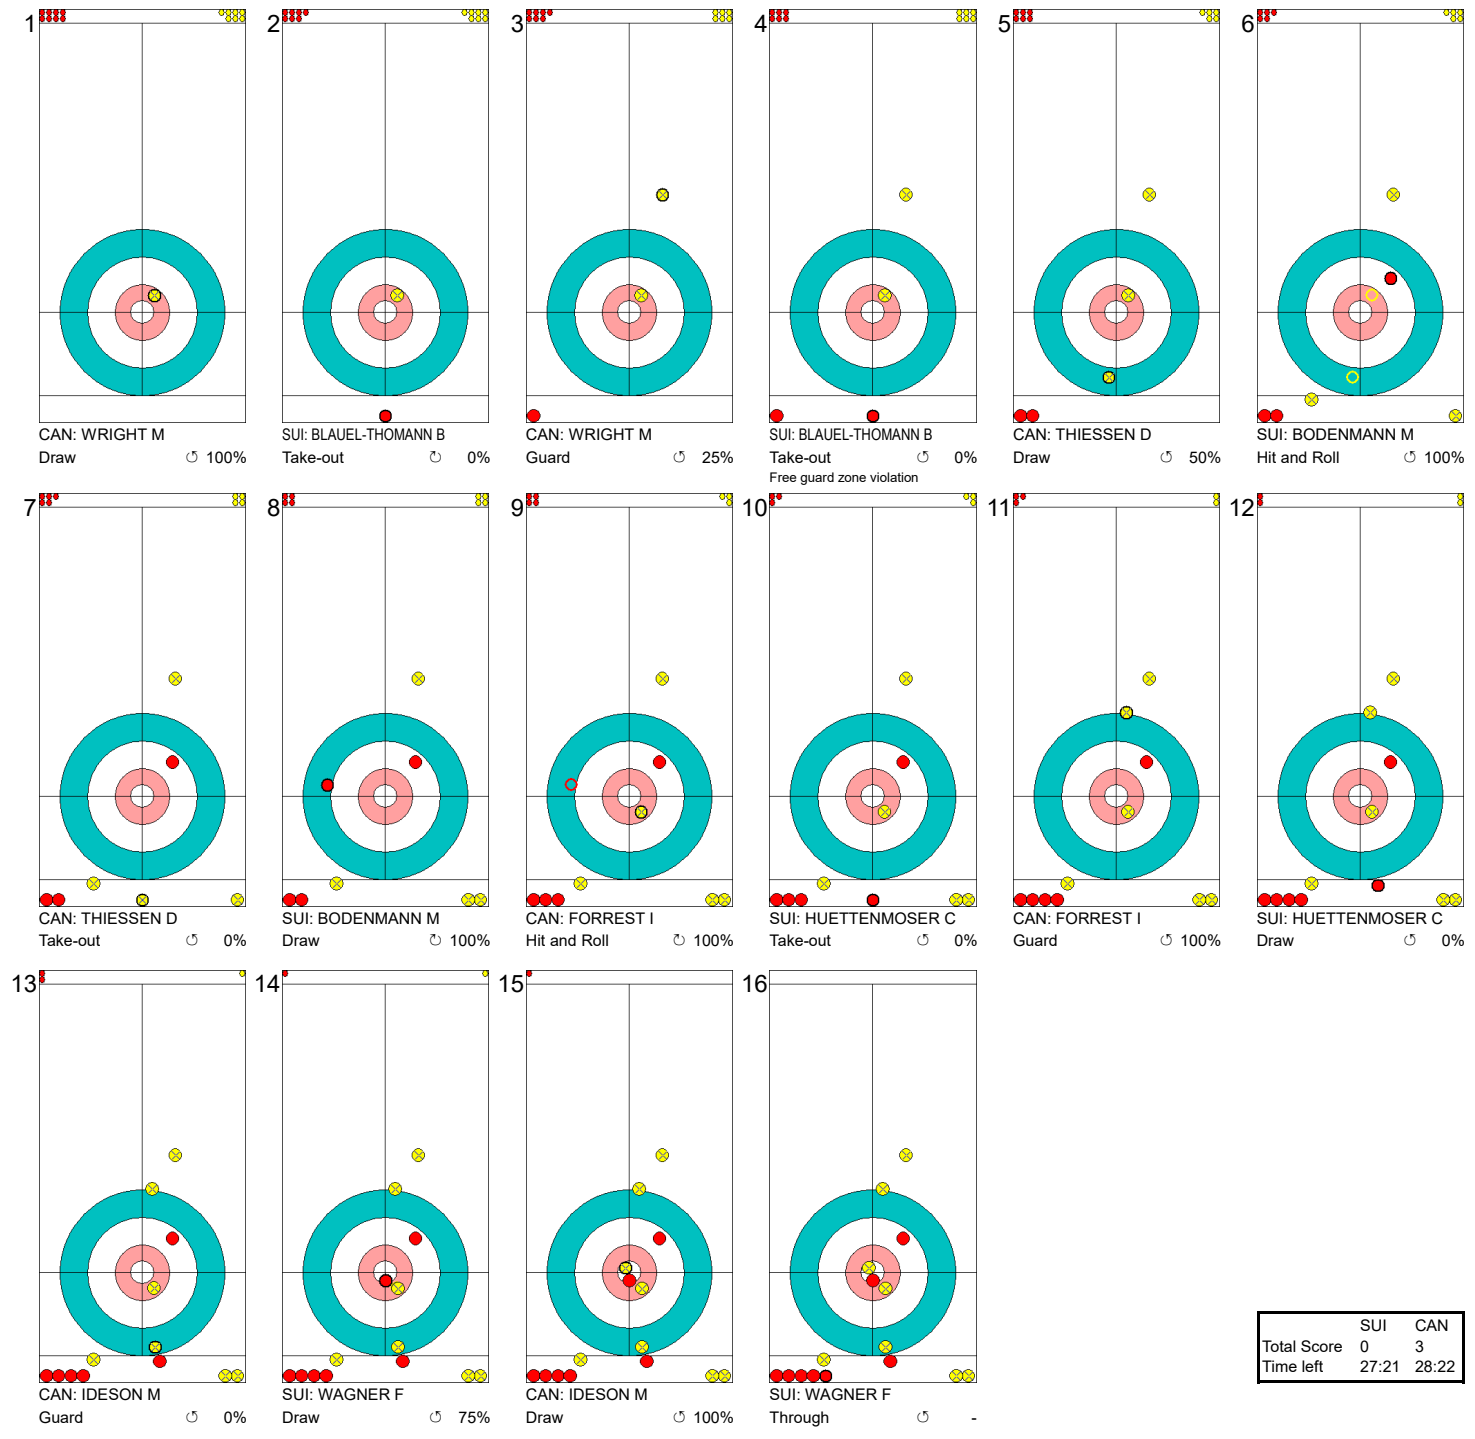 1 2 3 4 5 6
CAN: WRIGHT M SUI: BLAUEL-THOMANN B CAN: WRIGHT M SUI: BLAUEL-THOMANN B CAN: THIESSEN D SUI: BODENMANN M
Draw ↺ 100% Take-out ↻ 0% Guard ↺ 25% Take-out ↻ 0% Draw ↺ 50% Hit and Roll ↺ 100%
Free guard zone violation
7 8 9 10 11 12
CAN: THIESSEN D SUI: BODENMANN M CAN: FORREST I SUI: HUETTENMOSER C CAN: FORREST I SUI: HUETTENMOSER C
Take-out ↺ 0% Draw ↻ 100% Hit and Roll ↻ 100% Take-out ↺ 0% Guard ↺ 100% Draw ↺ 0%
13 14 15 16
SUI CAN
Total Score 0 3
Time left 27:21 28:22
CAN: IDESON M SUI: WAGNER F CAN: IDESON M SUI: WAGNER F
Guard ↺ 0% Draw ↺ 75% Draw ↺ 100% Through ↺ -